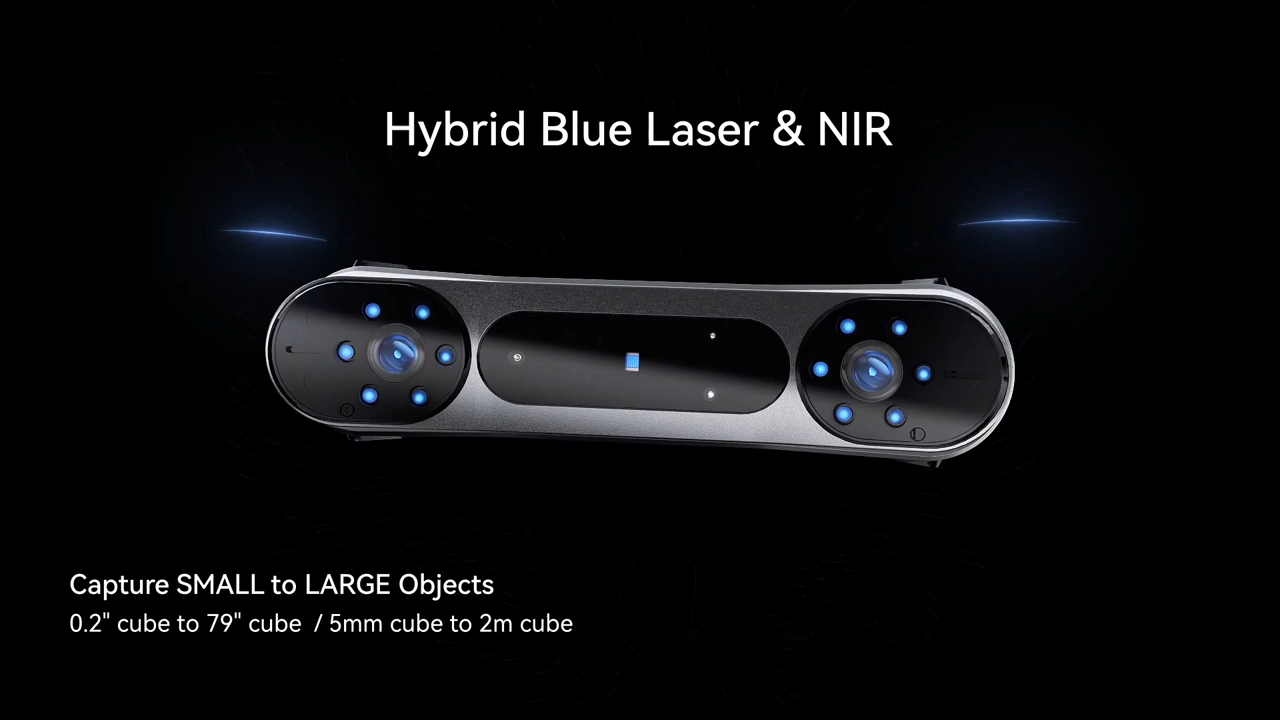 Hybrid Blue Laser & NIR
Capture SMALL to LARGE Objects
0.2" cube to 79" cube / 5mm cube to 2m cube